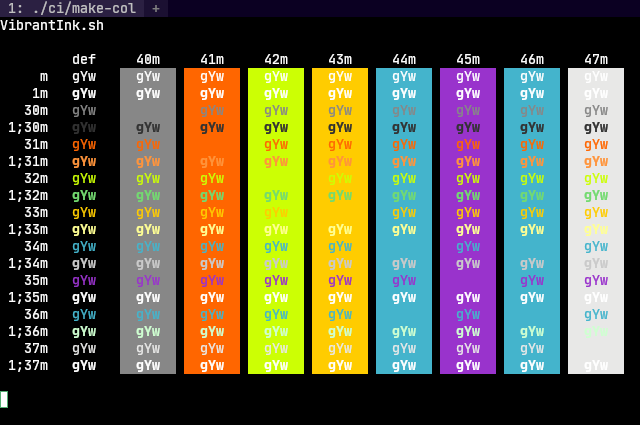 1: ./ci/make-col +
VibrantInk.sh
def 40m 41m 42m 43m 44m 45m 46m 47m
m gYw gYw gYw gYw gYw gYw gYw gYw gYw
1m gYw gYw gYw gYw gYw gYw gYw gYw gYw
30m gYw gYw gYw gYw gYw gYw gYw gYw
1;30m gYw gYw gYw gYw gYw gYw gYw gYw gYw
31m gYw gYw gYw gYw gYw gYw gYw gYw
1;31m gYw gYw gYw gYw gYw gYw gYw gYw gYw
32m gYw gYw gYw gYw gYw gYw gYw gYw
1;32m gYw gYw gYw gYw gYw gYw gYw gYw gYw
33m gYw gYw gYw gYw gYw gYw gYw gYw
1;33m gYw gYw gYw gYw gYw gYw gYw gYw gYw
34m gYw gYw gYw gYw gYw gYw gYw
1;34m gYw gYw gYw gYw gYw gYw gYw gYw gYw
35m gYw gYw gYw gYw gYw gYw gYw gYw
1;35m gYw gYw gYw gYw gYw gYw gYw gYw gYw
36m gYw gYw gYw gYw gYw gYw gYw
1;36m gYw gYw gYw gYw gYw gYw gYw gYw gYw
37m gYw gYw gYw gYw gYw gYw gYw gYw
1;37m gYw gYw gYw gYw gYw gYw gYw gYw gYw